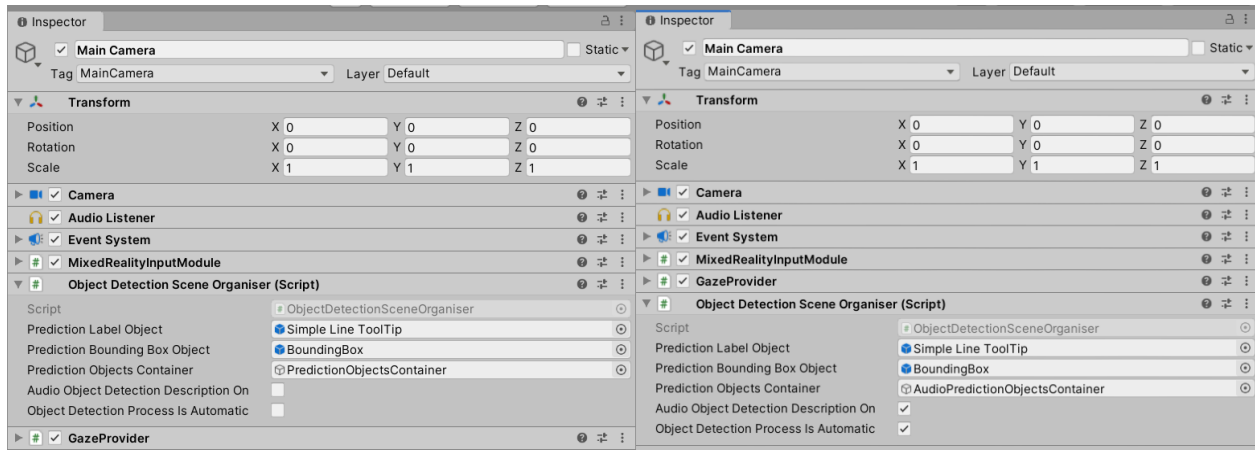 Inspector
Main Camera
Static
Tag MainCamera Layer Default
Transform
Position X 0 Y 0 Z 0
Rotation X 0 Y 0 Z 0
Scale X 1 Y 1 Z 1
Camera
Audio Listener
Event System
# MixedRealityInputModule
# Object Detection Scene Organiser (Script)
Script # ObjectDetectionSceneOrganiser
Prediction Label Object Simple Line ToolTip
Prediction Bounding Box Object BoundingBox
Prediction Objects Container PredictionObjectsContainer
Audio Object Detection Description On
Object Detection Process Is Automatic
# GazeProvider
Inspector
Main Camera
Static
Tag MainCamera Layer Default
Transform
Position X 0 Y 0 Z 0
Rotation X 0 Y 0 Z 0
Scale X 1 Y 1 Z 1
Camera
Audio Listener
Event System
# MixedRealityInputModule
# GazeProvider
# Object Detection Scene Organiser (Script)
Script # ObjectDetectionSceneOrganiser
Prediction Label Object Simple Line ToolTip
Prediction Bounding Box Object BoundingBox
Prediction Objects Container AudioPredictionObjectsContainer
Audio Object Detection Description On
Object Detection Process Is Automatic